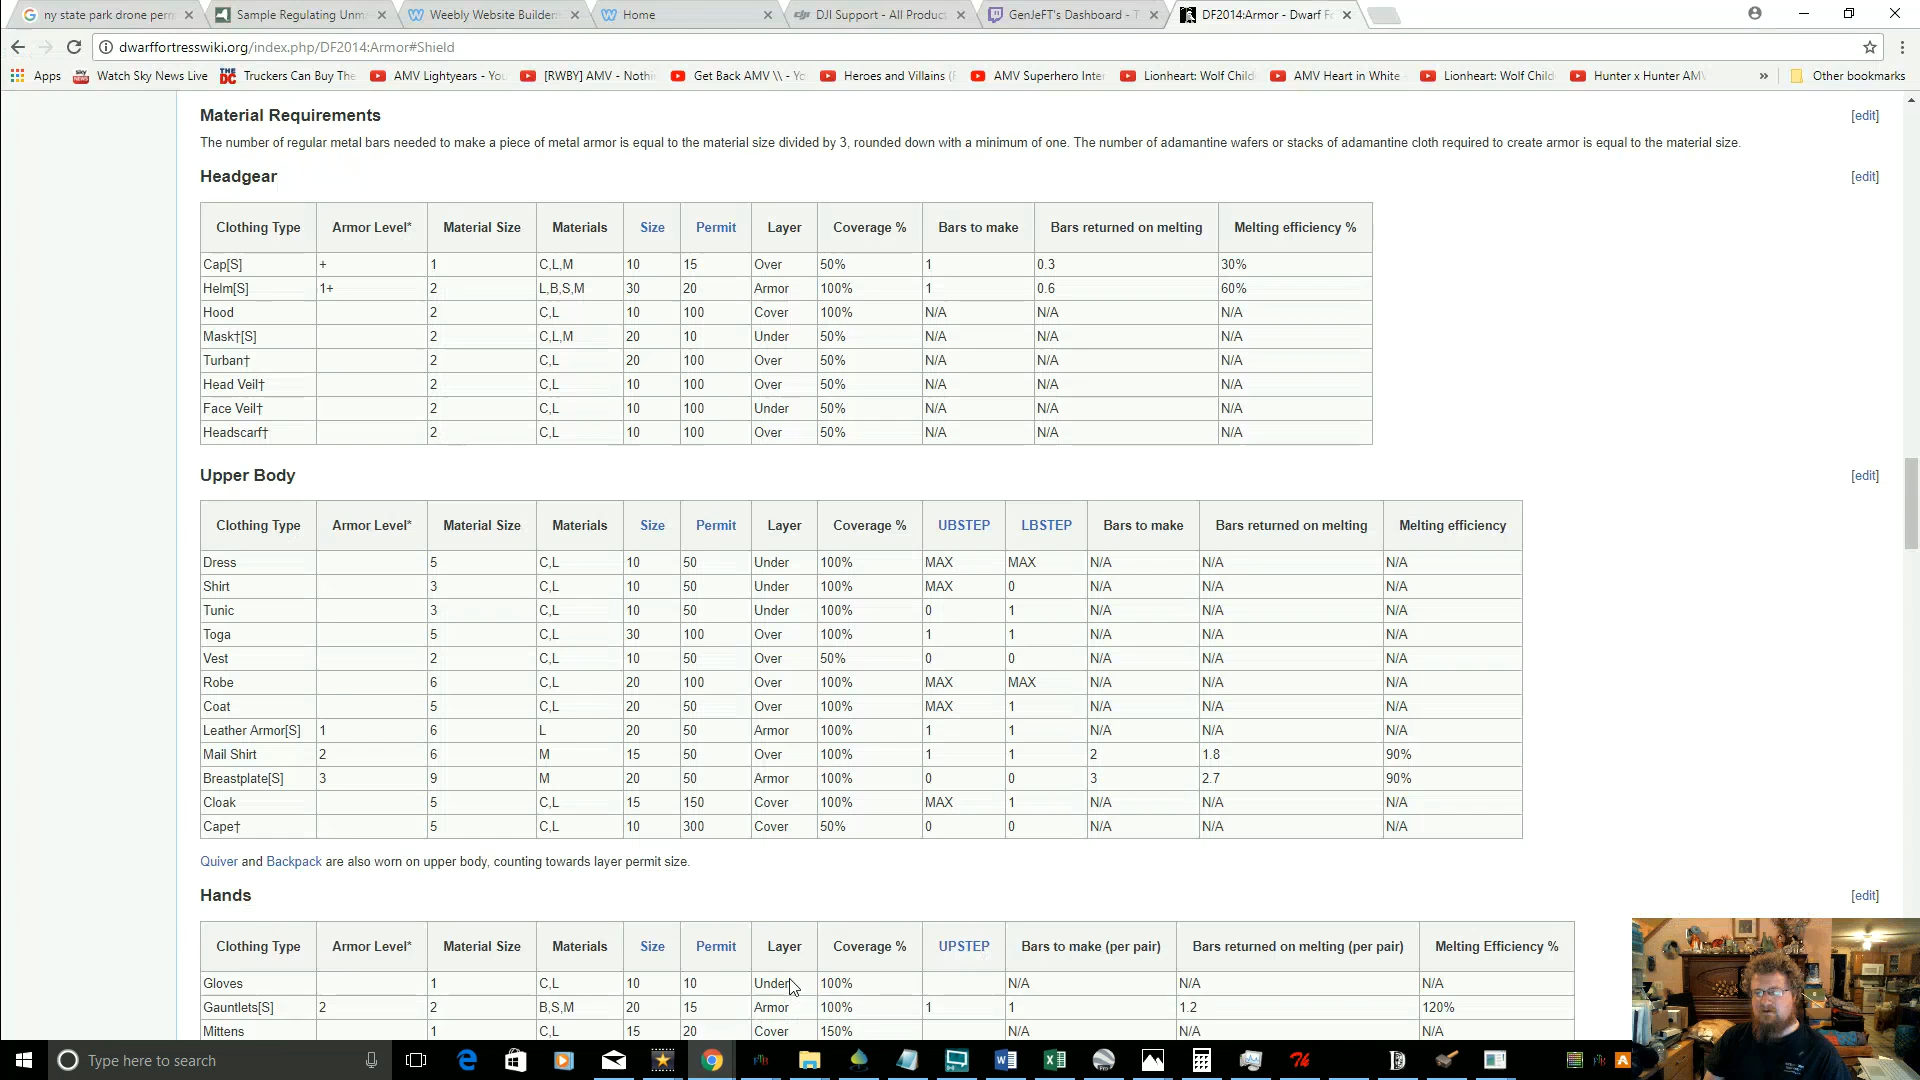 ny state park drone perm
Sample Regulating Unma
Weebly Website Builder
Home
DJI Support - All Product
GenJeFT's Dashboard - T
DF2014:Armor - Dwarf Fo
dwarffortresswiki.org/index.php/DF2014:Armor#Shield
Apps Watch Sky News Live Truckers Can Buy The AMV Lightyears - You [RWBY] AMV - Nothi Get Back AMV \\ - Yo Heroes and Villains ( AMV Superhero Inter Lionheart: Wolf Child AMV Heart in White Lionheart: Wolf Child Hunter x Hunter AMV » Other bookmarks
Material Requirements [edit]
The number of regular metal bars needed to make a piece of metal armor is equal to the material size divided by 3, rounded down with a minimum of one. The number of adamantine wafers or stacks of adamantine cloth required to create armor is equal to the material size.
Headgear [edit]
Clothing Type Armor Level* Material Size Materials Size Permit Layer Coverage % Bars to make Bars returned on melting Melting efficiency %
Cap[S] + 1 C,L,M 10 15 Over 50% 1 0.3 30%
Helm[S] 1+ 2 L,B,S,M 30 20 Armor 100% 1 0.6 60%
Hood 2 C,L 10 100 Cover 100% N/A N/A N/A
Mask†[S] 2 C,L,M 20 10 Under 50% N/A N/A N/A
Turban† 2 C,L 20 100 Over 50% N/A N/A N/A
Head Veil† 2 C,L 10 100 Over 50% N/A N/A N/A
Face Veil† 2 C,L 10 100 Under 50% N/A N/A N/A
Headscarf† 2 C,L 10 100 Over 50% N/A N/A N/A
Upper Body [edit]
Clothing Type Armor Level* Material Size Materials Size Permit Layer Coverage % UBSTEP LBSTEP Bars to make Bars returned on melting Melting efficiency
Dress 5 C,L 10 50 Under 100% MAX MAX N/A N/A N/A
Shirt 3 C,L 10 50 Under 100% MAX 0 N/A N/A N/A
Tunic 3 C,L 10 50 Under 100% 0 1 N/A N/A N/A
Toga 5 C,L 30 100 Over 100% 1 1 N/A N/A N/A
Vest 2 C,L 10 50 Over 50% 0 0 N/A N/A N/A
Robe 6 C,L 20 100 Over 100% MAX MAX N/A N/A N/A
Coat 5 C,L 20 50 Over 100% MAX 1 N/A N/A N/A
Leather Armor[S] 1 6 L 20 50 Armor 100% 1 1 N/A N/A N/A
Mail Shirt 2 6 M 15 50 Over 100% 1 1 2 1.8 90%
Breastplate[S] 3 9 M 20 50 Armor 100% 0 0 3 2.7 90%
Cloak 5 C,L 15 150 Cover 100% MAX 1 N/A N/A N/A
Cape† 5 C,L 10 300 Cover 50% 0 0 N/A N/A N/A
Quiver and Backpack are also worn on upper body, counting towards layer permit size.
Hands [edit]
Clothing Type Armor Level* Material Size Materials Size Permit Layer Coverage % UPSTEP Bars to make (per pair) Bars returned on melting (per pair) Melting Efficiency %
Gloves 1 C,L 10 10 Under 100% N/A N/A N/A
Gauntlets[S] 2 2 B,S,M 20 15 Armor 100% 1 1 1.2 120%
Mittens 1 C,L 15 20 Cover 150% N/A N/A N/A
Type here to search